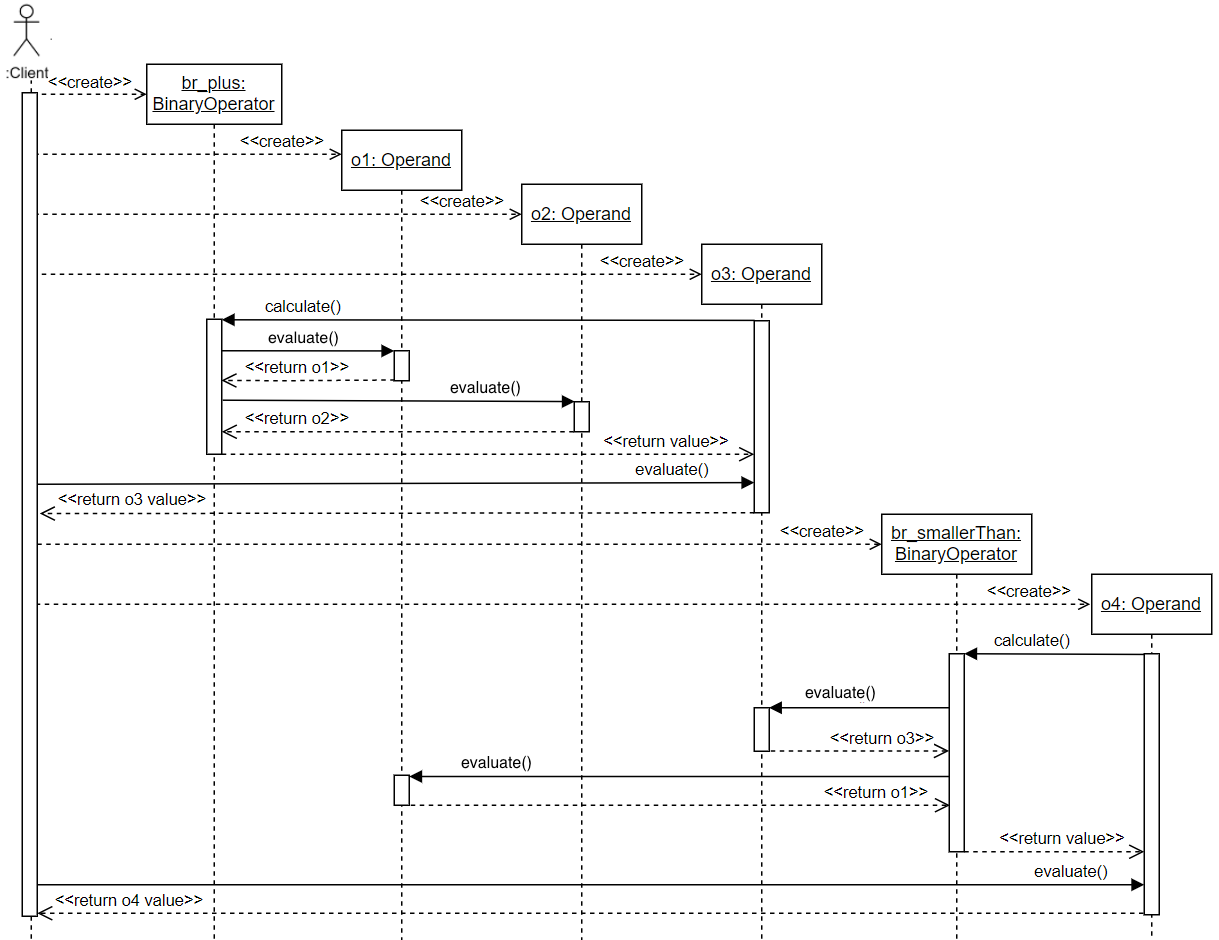 :Client
<<create>>
br_plus:
BinaryOperator
<<create>>
o1: Operand
<<create>>
o2: Operand
<<create>>
o3: Operand
calculate()
evaluate()
<<return o1>>
evaluate()
<<return o2>>
<<return value>>
evaluate()
<<return o3 value>>
<<create>>
br_smallerThan:
BinaryOperator
<<create>>
o4: Operand
calculate()
evaluate()
<<return o3>>
evaluate()
<<return o1>>
<<return value>>
evaluate()
<<return o4 value>>